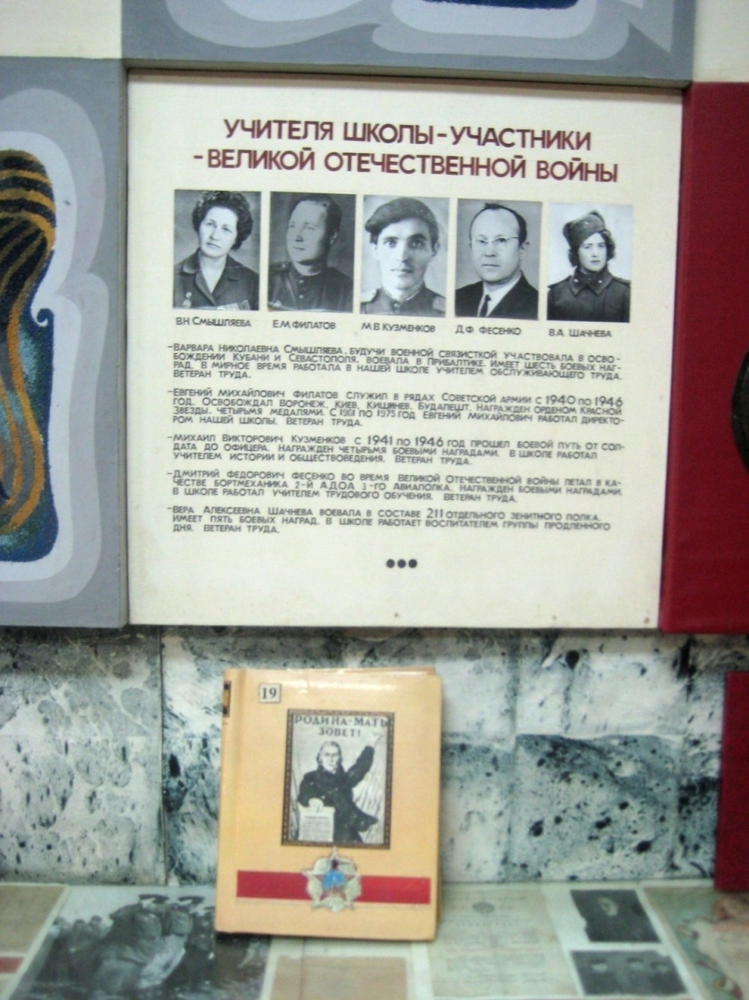 УЧИТЕЛЯ ШКОЛЫ-УЧАСТНИКИ
-ВЕЛИКОЙ ОТЕЧЕСТВЕННОЙ ВОЙНЫ
В.Н. СМЫШЛЯЕВА Е.М. ФИЛАТОВ М.В. КУЗМЕНКОВ Д.Ф. ФЕСЕНКО В.А. ШАЧНЕВА
-ВАРВАРА НИКОЛАЕВНА СМЫШЛЯЕВА, БУДУЧИ ВОЕННОЙ СВЯЗИСТКОЙ УЧАСТВОВАЛА В ОСВО-
БОЖДЕНИИ КУБАНИ И СЕВАСТОПОЛЯ, ВОЕВАЛА В ПРИБАЛТИКЕ. ИМЕЕТ ШЕСТЬ БОЕВЫХ НАГ-
РАД. В МИРНОЕ ВРЕМЯ РАБОТАЛА В НАШЕЙ ШКОЛЕ УЧИТЕЛЕМ ОБСЛУЖИВАЮЩЕГО ТРУДА.
ВЕТЕРАН ТРУДА.
-ЕВГЕНИЙ МИХАЙЛОВИЧ ФИЛАТОВ СЛУЖИЛ В РЯДАХ СОВЕТСКОЙ АРМИИ С 1940 ПО 1946
ГОД. ОСВОБОЖДАЛ ВОРОНЕЖ, КИЕВ, КИШИНЕВ, БУДАПЕШТ. НАГРАЖДЕН ОРДЕНОМ КРАСНОЙ
ЗВЕЗДЫ, ЧЕТЫРЬМЯ МЕДАЛЯМИ. С 1961 ПО 1975 ГОД ЕВГЕНИЙ МИХАЙЛОВИЧ РАБОТАЛ ДИРЕКТО-
РОМ НАШЕЙ ШКОЛЫ. ВЕТЕРАН ТРУДА.
-МИХАИЛ ВИКТОРОВИЧ КУЗМЕНКОВ С 1941 ПО 1946 ГОД ПРОШЕЛ БОЕВОЙ ПУТЬ ОТ СОЛ-
ДАТА ДО ОФИЦЕРА. НАГРАЖДЕН ЧЕТЫРЬМЯ БОЕВЫМИ НАГРАДАМИ. В ШКОЛЕ РАБОТАЛ
УЧИТЕЛЕМ ИСТОРИИ И ОБЩЕСТВОВЕДЕНИЯ. ВЕТЕРАН ТРУДА.
-ДМИТРИЙ ФЕДОРОВИЧ ФЕСЕНКО ВО ВРЕМЯ ВЕЛИКОЙ ОТЕЧЕСТВЕННОЙ ВОЙНЫ ЛЕТАЛ В КА-
ЧЕСТВЕ БОРТМЕХАНИКА 2-Й АДОА 3-ГО АВИАПОЛКА. НАГРАЖДЕН БОЕВЫМИ НАГРАДАМИ.
В ШКОЛЕ РАБОТАЛ УЧИТЕЛЕМ ТРУДОВОГО ОБУЧЕНИЯ. ВЕТЕРАН ТРУДА.
-ВЕРА АЛЕКСЕЕВНА ШАЧНЕВА ВОЕВАЛА В СОСТАВЕ 211 ОТДЕЛЬНОГО ЗЕНИТНОГО ПОЛКА.
ИМЕЕТ ПЯТЬ БОЕВЫХ НАГРАД. В ШКОЛЕ РАБОТАЕТ ВОСПИТАТЕЛЕМ ГРУППЫ ПРОДЛЕННОГО
ДНЯ. ВЕТЕРАН ТРУДА.
19
РОДИНА-МАТЬ
ЗОВЕТ!